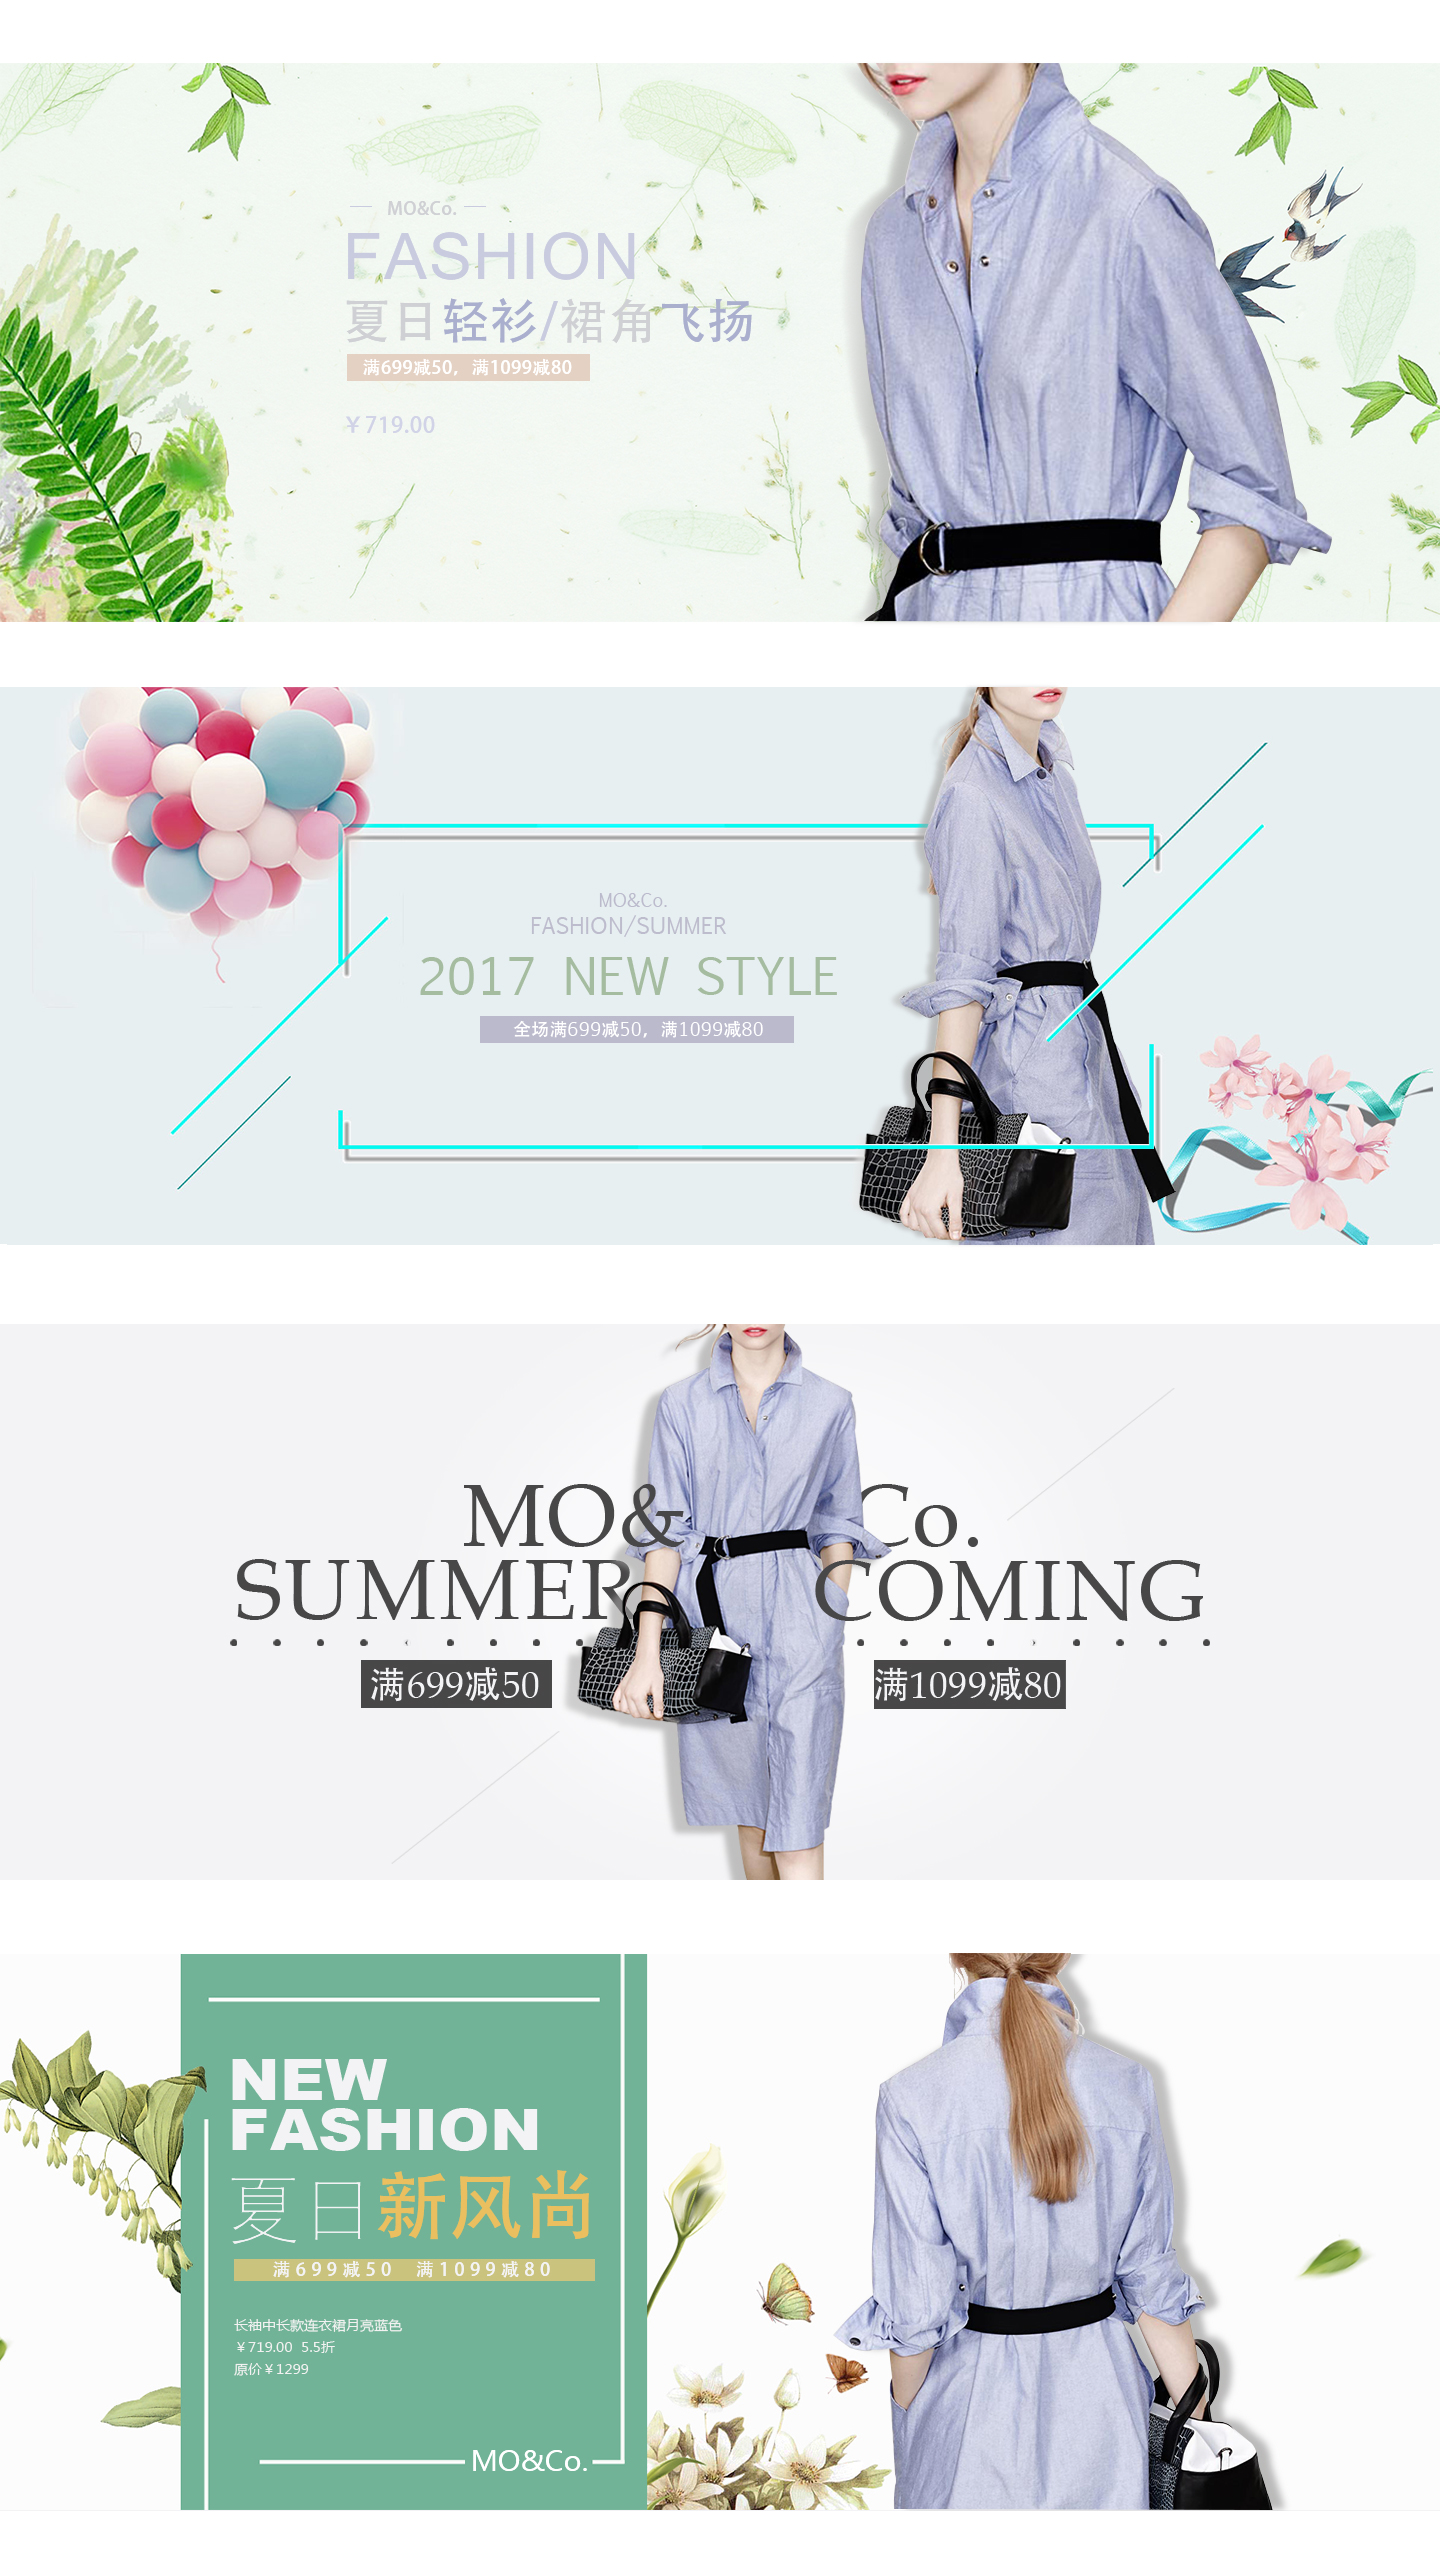 MO&Co.
FASHION
夏日轻衫/裙角飞扬
满699减50，满1099减80
￥719.00
MO&Co.
FASHION/SUMMER
2017 NEW STYLE
全场满699减50，满1099减80
MO& Co.
SUMMER COMING
满699减50 满1099减80
NEW
FASHION
夏日新风尚
满699减50 满1099减80
长袖中长款连衣裙月亮蓝色
￥719.00 5.5折
原价￥1299
MO&Co.